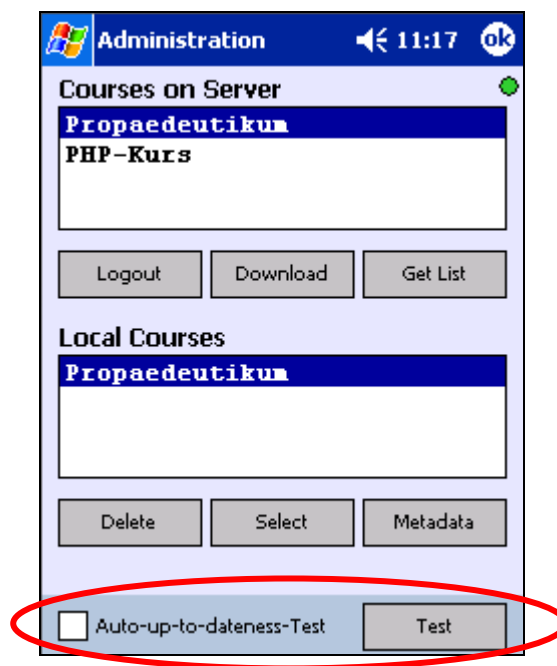 Administration 11:17 ok
Courses on Server
Propaedeutikum
PHP-Kurs
Logout Download Get List
Local Courses
Propaedeutikum
Delete Select Metadata
Auto-up-to-dateness-Test Test